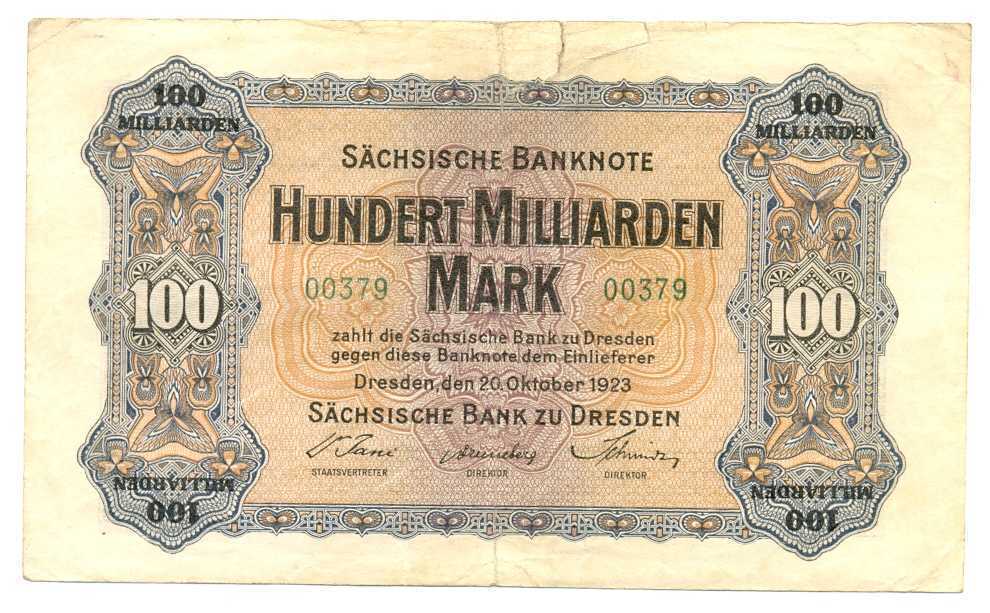 100
MILLIARDEN
100
MILLIARDEN
SÄCHSISCHE BANKNOTE
HUNDERT MILLIARDEN
MARK
00379
00379
100
100
zahlt die Sächsische Bank zu Dresden
gegen diese Banknote dem Einlieferer
Dresden, den 20. Oktober 1923
SÄCHSISCHE BANK ZU DRESDEN
STAATSVERTRETER
DIREKTOR
DIREKTOR
MILLIARDEN
100
MILLIARDEN
100